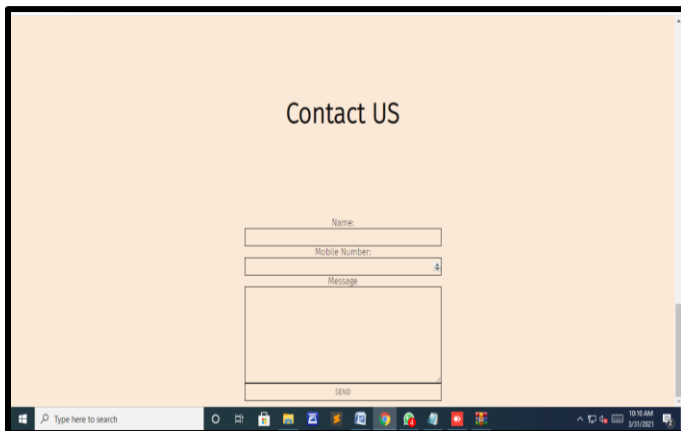 Contact US
Name:
Mobile Number:
Message
SEND
Type here to search
10:10 AM
3/31/2021